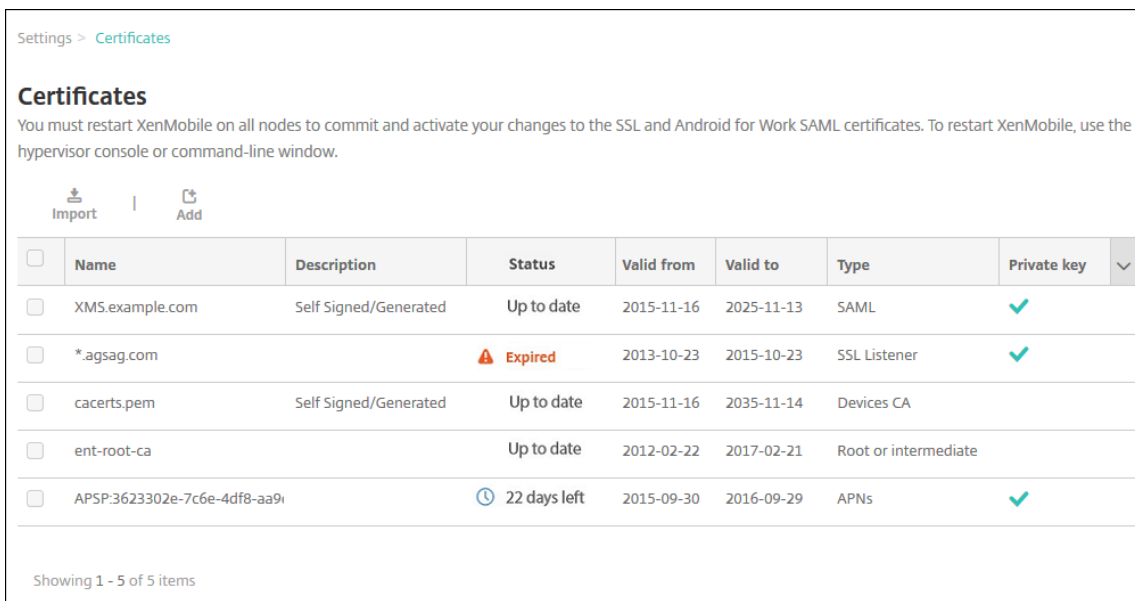 Settings > Certificates
Certificates
You must restart XenMobile on all nodes to commit and activate your changes to the SSL and Android for Work SAML certificates. To restart XenMobile, use the
hypervisor console or command-line window.
Import | Add
Name Description Status Valid from Valid to Type Private key
XMS.example.com Self Signed/Generated Up to date 2015-11-16 2025-11-13 SAML
*.agsag.com Expired 2013-10-23 2015-10-23 SSL Listener
cacerts.pem Self Signed/Generated Up to date 2015-11-16 2035-11-14 Devices CA
ent-root-ca Up to date 2012-02-22 2017-02-21 Root or intermediate
APSP:3623302e-7c6e-4df8-aa9 22 days left 2015-09-30 2016-09-29 APNs
Showing 1 - 5 of 5 items